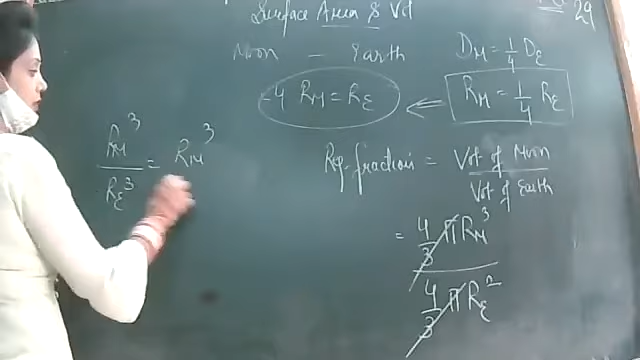 Surface Area & Vol
29
Moon - Earth
D_M = 1/4 D_E
4 R_M = R_E ⇐ R_M = 1/4 R_E
R_M^3 / R_E^3 = R_M^3
Req. fraction = Vol of Moon / Vol of Earth
= 4/3 π R_M^3 / 4/3 π R_E^2